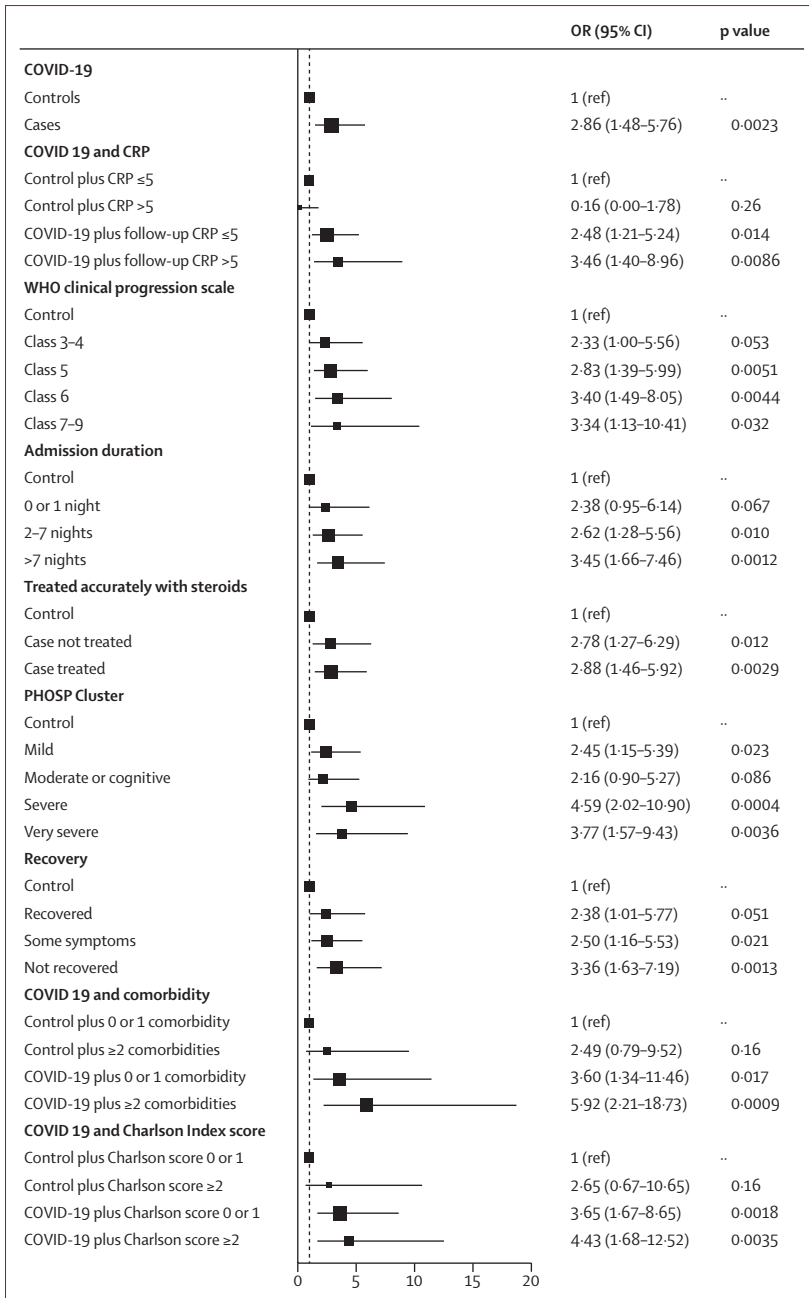 OR (95% CI) p value
COVID-19
Controls 1 (ref) ··
Cases 2·86 (1·48–5·76) 0·0023
COVID 19 and CRP
Control plus CRP ≤5 1 (ref) ··
Control plus CRP >5 0·16 (0·00–1·78) 0·26
COVID-19 plus follow-up CRP ≤5 2·48 (1·21–5·24) 0·014
COVID-19 plus follow-up CRP >5 3·46 (1·40–8·96) 0·0086
WHO clinical progression scale
Control 1 (ref) ··
Class 3–4 2·33 (1·00–5·56) 0·053
Class 5 2·83 (1·39–5·99) 0·0051
Class 6 3·40 (1·49–8·05) 0·0044
Class 7–9 3·34 (1·13–10·41) 0·032
Admission duration
Control 1 (ref) ··
0 or 1 night 2·38 (0·95–6·14) 0·067
2–7 nights 2·62 (1·28–5·56) 0·010
>7 nights 3·45 (1·66–7·46) 0·0012
Treated accurately with steroids
Control 1 (ref) ··
Case not treated 2·78 (1·27–6·29) 0·012
Case treated 2·88 (1·46–5·92) 0·0029
PHOSP Cluster
Control 1 (ref) ··
Mild 2·45 (1·15–5·39) 0·023
Moderate or cognitive 2·16 (0·90–5·27) 0·086
Severe 4·59 (2·02–10·90) 0·0004
Very severe 3·77 (1·57–9·43) 0·0036
Recovery
Control 1 (ref) ··
Recovered 2·38 (1·01–5·77) 0·051
Some symptoms 2·50 (1·16–5·53) 0·021
Not recovered 3·36 (1·63–7·19) 0·0013
COVID 19 and comorbidity
Control plus 0 or 1 comorbidity 1 (ref) ··
Control plus ≥2 comorbidities 2·49 (0·79–9·52) 0·16
COVID-19 plus 0 or 1 comorbidity 3·60 (1·34–11·46) 0·017
COVID-19 plus ≥2 comorbidities 5·92 (2·21–18·73) 0·0009
COVID 19 and Charlson Index score
Control plus Charlson score 0 or 1 1 (ref) ··
Control plus Charlson score ≥2 2·65 (0·67–10·65) 0·16
COVID-19 plus Charlson score 0 or 1 3·65 (1·67–8·65) 0·0018
COVID-19 plus Charlson score ≥2 4·43 (1·68–12·52) 0·0035
0 5 10 15 20